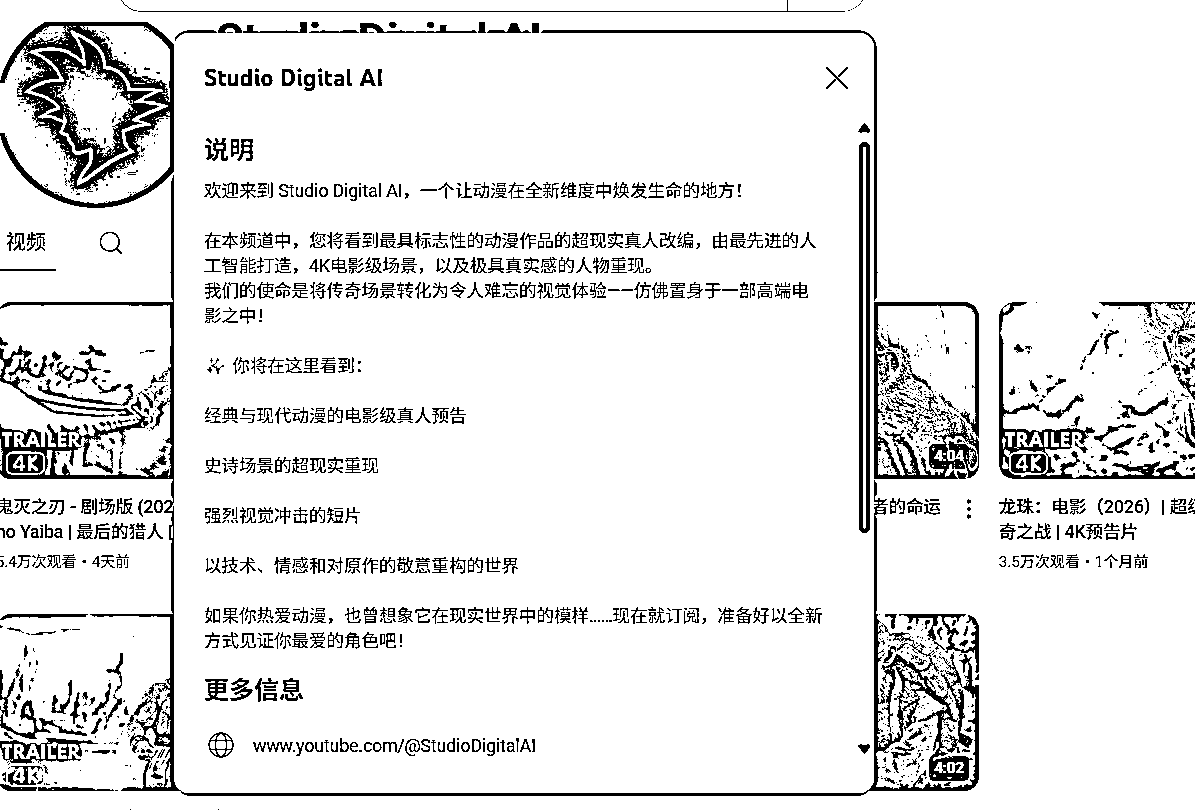 StudioDigitalAI
Studio Digital AI
说明
欢迎来到 Studio Digital AI，一个让动漫在全新维度中焕发生命的地方！
在本频道中，您将看到最具标志性的动漫作品的超现实真人改编，由最先进的人
工智能打造，4K电影级场景，以及极具真实感的人物重现。
我们的使命是将传奇场景转化为令人难忘的视觉体验——仿佛置身于一部高端电
影之中！
你将在这里看到：
经典与现代动漫的电影级真人预告
史诗场景的超现实重现
强烈视觉冲击的短片
以技术、情感和对原作的敬意重构的世界
如果你热爱动漫，也曾想象它在现实世界中的模样……现在就订阅，准备好以全新
方式见证你最爱的角色吧！
更多信息
www.youtube.com/@StudioDigitalAI
视频
TRAILER
4K
4:04
TRAILER
4K
鬼灭之刃 - 剧场版 (202
no Yaiba | 最后的猎人
5.4万次观看・4天前
者的命运
龙珠：电影（2026）| 超级
奇之战 | 4K预告片
3.5万次观看・1个月前
TRAILER
4K
4:02